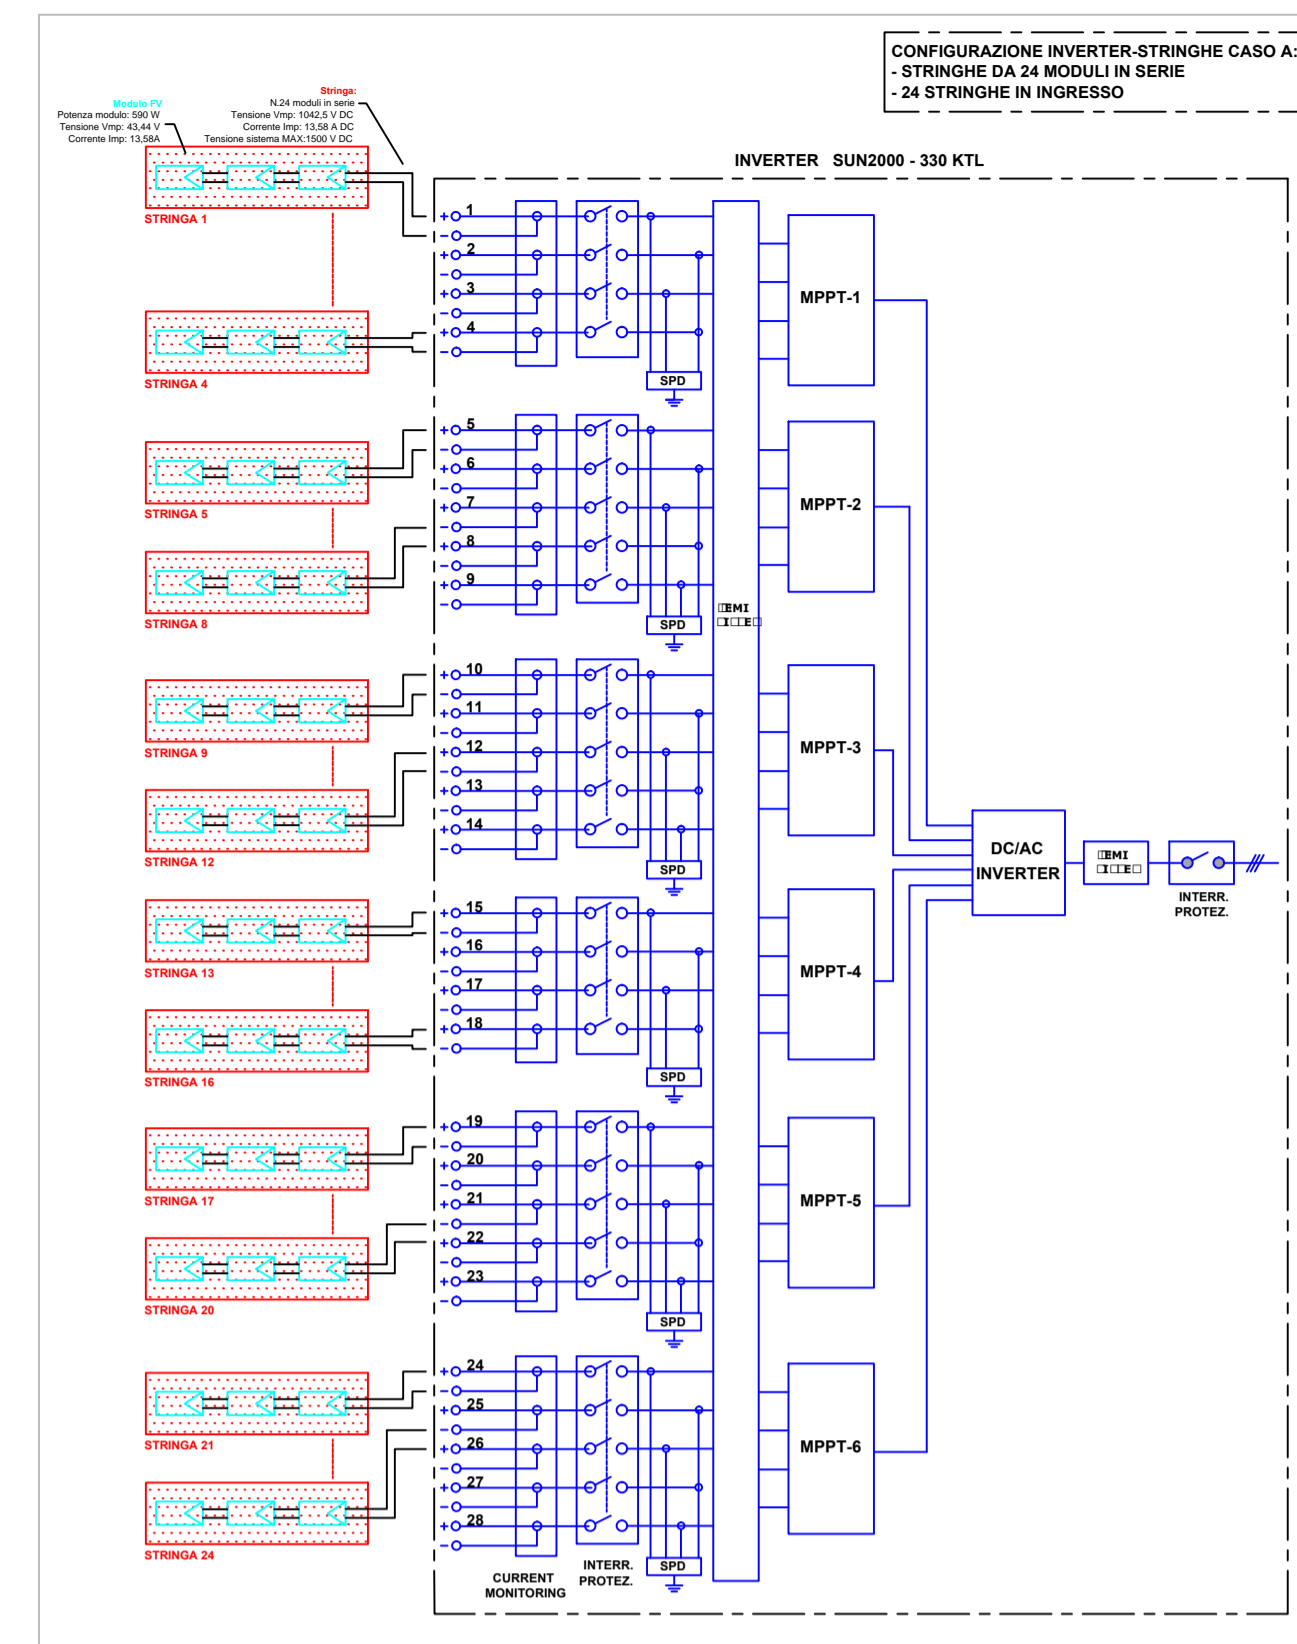 CONFIGURAZIONE INVERTER-STRINGHE CASO A:
- STRINGHE DA 24 MODULI IN SERIE
- 24 STRINGHE IN INGRESSO
Modulo FV
Potenza modulo: 590 W
Tensione Vmp: 43,44 V
Corrente Imp: 13,58A
Stringa:
N.24 moduli in serie
Tensione Vmp: 1042,5 V DC
Corrente Imp: 13,58 A DC
Tensione sistema MAX:1500 V DC
INVERTER SUN2000 - 330 KTL
STRINGA 1
STRINGA 4
STRINGA 5
STRINGA 8
STRINGA 9
STRINGA 12
STRINGA 13
STRINGA 16
STRINGA 17
STRINGA 20
STRINGA 21
STRINGA 24
+ 1
-
+ 2
-
+ 3
-
+ 4
-
SPD
MPPT-1
+ 5
-
+ 6
-
+ 7
-
+ 8
-
+ 9
-
SPD
MPPT-2
EMI
+ 10
-
+ 11
-
+ 12
-
+ 13
-
+ 14
-
SPD
MPPT-3
+ 15
-
+ 16
-
+ 17
-
+ 18
-
SPD
MPPT-4
+ 19
-
+ 20
-
+ 21
-
+ 22
-
+ 23
-
SPD
MPPT-5
+ 24
-
+ 25
-
+ 26
-
+ 27
-
+ 28
-
SPD
MPPT-6
CURRENT
MONITORING
INTERR.
PROTEZ.
DC/AC
INVERTER
EMI
INTERR.
PROTEZ.